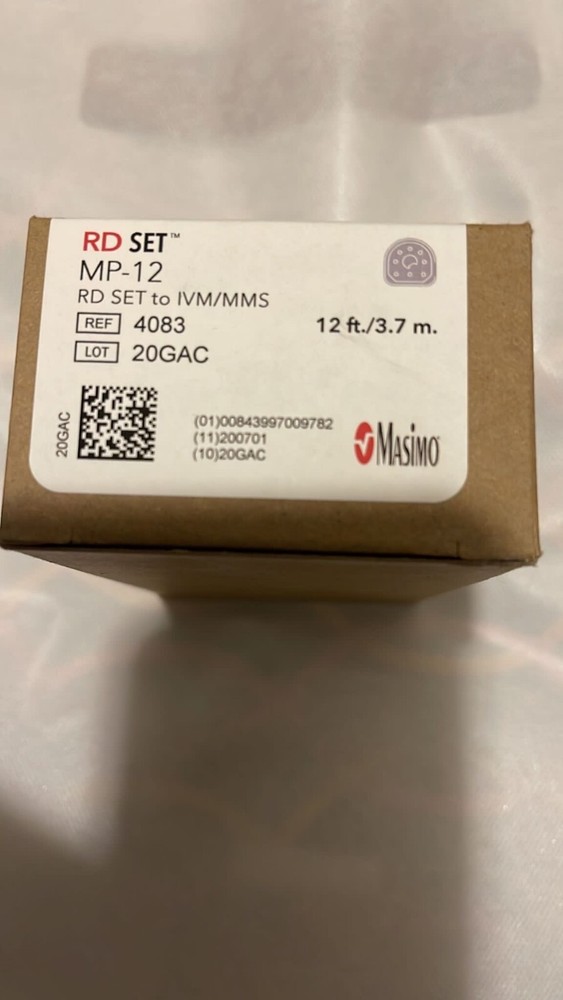 RD SET™
MP-12
RD SET to IVM/MMS
REF 4083
12 ft./3.7 m.
LOT 20GAC
20GAC
(01)00843997009782
(11)200701
(10)20GAC
Masimo